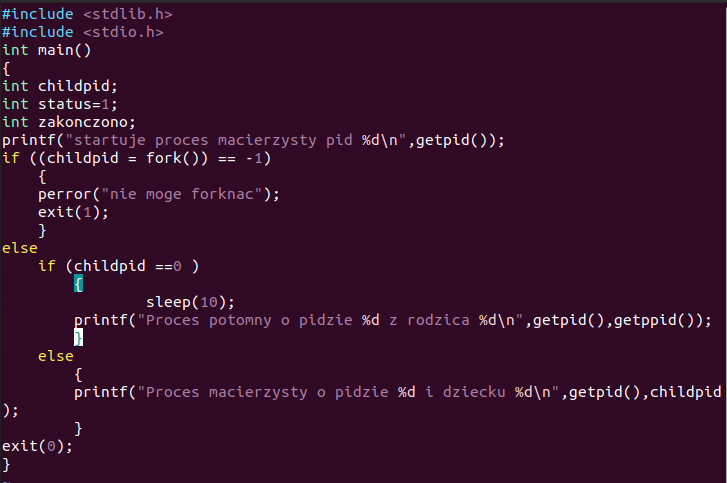 #include <stdlib.h>
#include <stdio.h>
int main()
{
int childpid;
int status=1;
int zakonczono;
printf("startuje proces macierzysty pid %d\n",getpid());
if ((childpid = fork()) == -1)
    {
    perror("nie moge forknac");
    exit(1);
    }
else
    if (childpid ==0 )
        {
                sleep(10);
        printf("Proces potomny o pidzie %d z rodzica %d\n",getpid(),getppid());
        }
    else
        {
        printf("Proces macierzysty o pidzie %d i dziecku %d\n",getpid(),childpid
);
        }
exit(0);
}